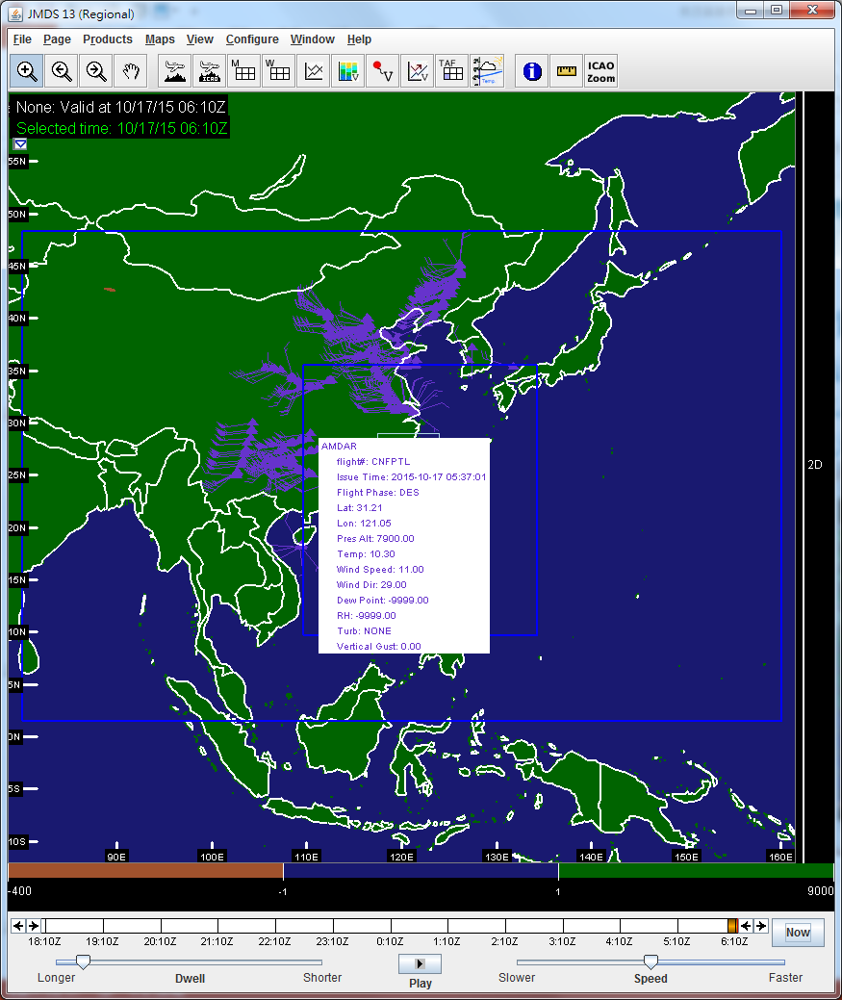 JMDS 13 (Regional)
File Page Products Maps View Configure Window Help
M W TAF Temp ICAO
ICAO Zoom
None: Valid at 10/17/15 06:10Z
Selected time: 10/17/15 06:10Z
55N
50N
45N
40N
35N
30N
25N
20N
15N
10N
5N
0N
5S
10S
AMDAR
flight#: CNFPTL
Issue Time: 2015-10-17 05:37:01
Flight Phase: DES
Lat: 31.21
Lon: 121.05
Pres Alt: 7900.00
Temp: 10.30
Wind Speed: 11.00
Wind Dir: 29.00
Dew Point: -9999.00
RH: -9999.00
Turb: NONE
Vertical Gust: 0.00
2D
90E 100E 110E 120E 130E 140E 150E 160E
-400 -1 1 9000
18:10Z 19:10Z 20:10Z 21:10Z 22:10Z 23:10Z 0:10Z 1:10Z 2:10Z 3:10Z 4:10Z 5:10Z 6:10Z
Now
Longer Dwell Shorter Play Slower Speed Faster